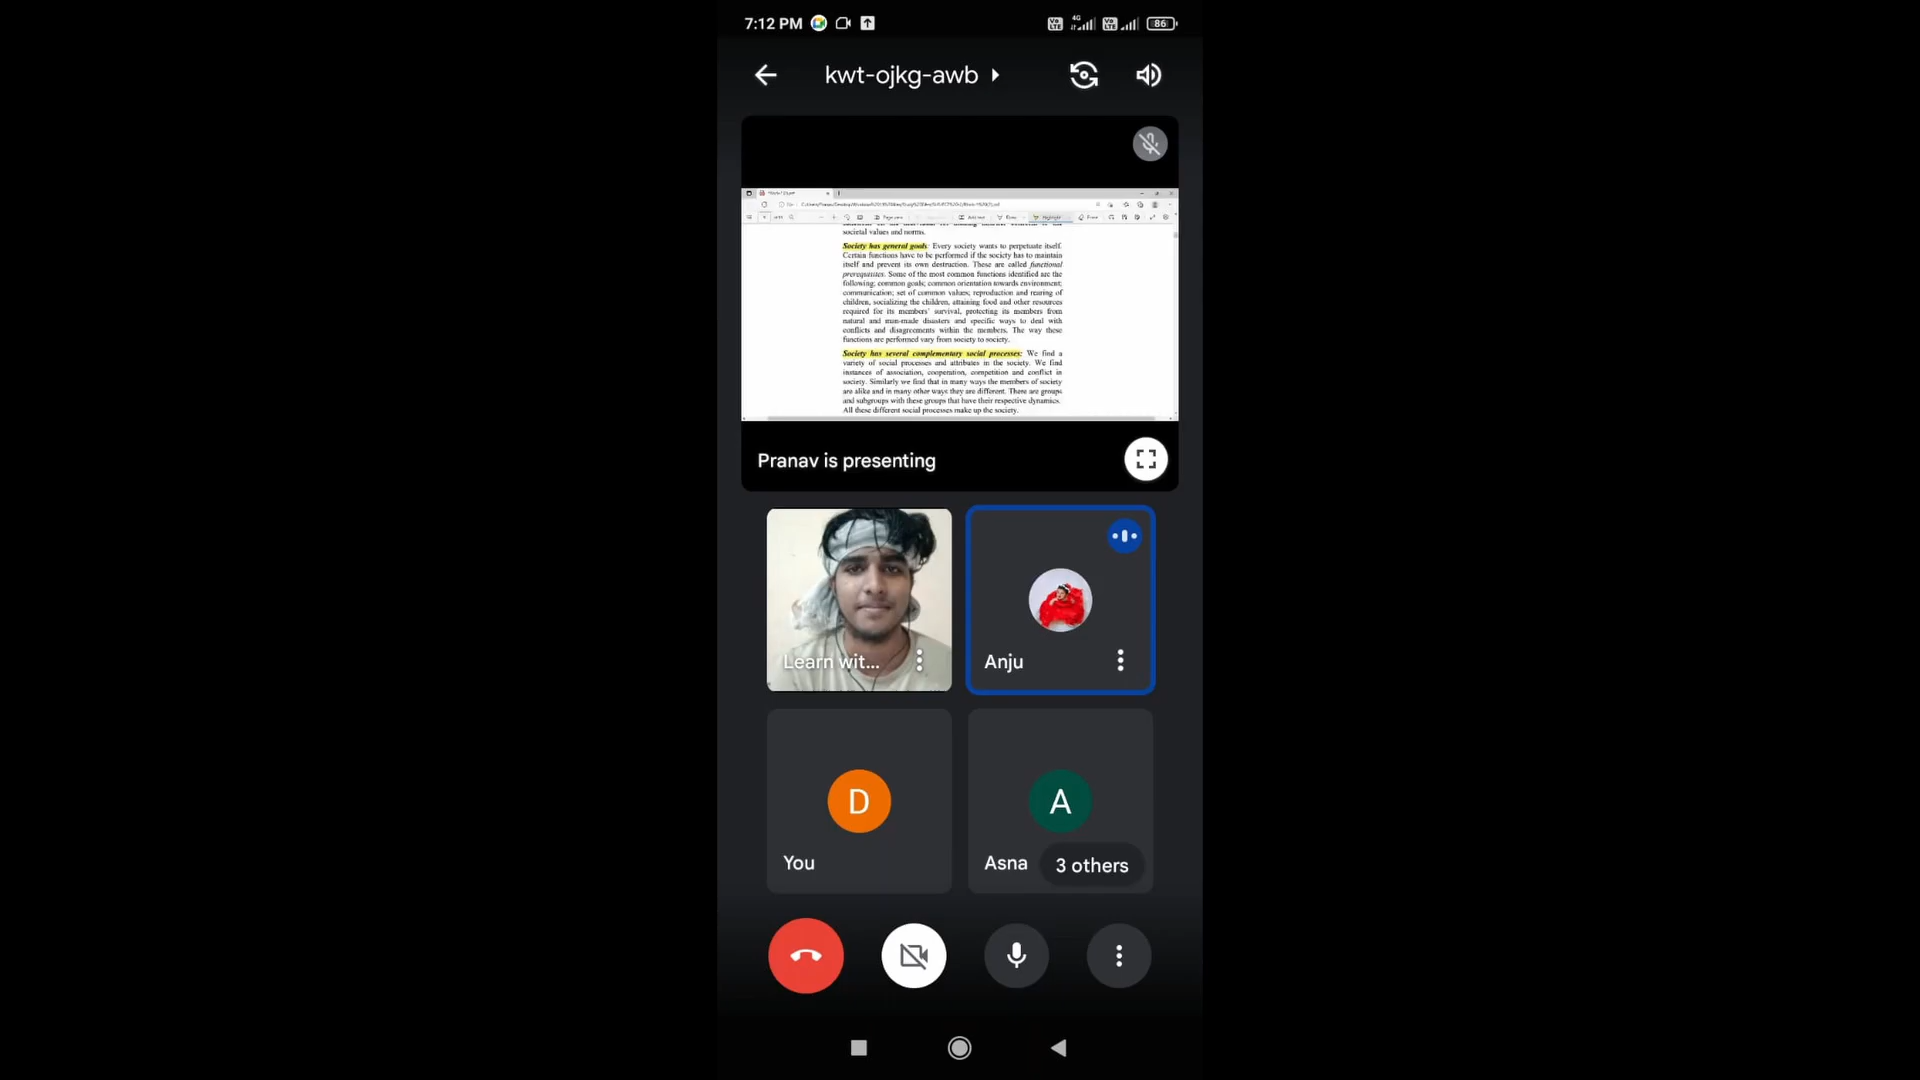 7:12 PM
4G
86
kwt-ojkg-awb
societal values and norms.
Society has general goals: Every society wants to perpetuate itself.
Certain functions have to be performed if the society has to maintain
itself and prevent its own destruction. These are called functional
prerequisites. Some of the most common functions identified are the
following; common goals; common orientation towards environment;
communication; set of common values; reproduction and rearing of
children, socializing the children, attaining food and other resources
required for its members' survival, protecting its members from
natural and man-made disasters and specific ways to deal with
conflicts and disagreements within the members. The way these
functions are performed vary from society to society.
Society has several complementary social processes: We find a
variety of social processes and attributes in the society. We find
instances of association, cooperation, competition and conflict in
society. Similarly we find that in many ways the members of society
are alike and in many other ways they are different. There are groups
and subgroups with these groups that have their respective dynamics.
All these different social processes make up the society.
Pranav is presenting
Learn wit...
Anju
D
You
A
Asna
3 others